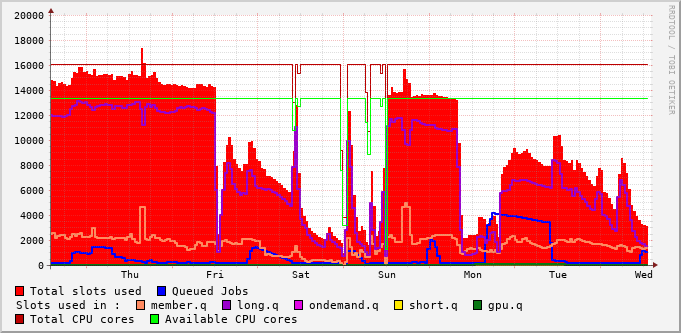 20000
18000
16000
14000
12000
10000
8000
6000
4000
2000
0
Thu Fri Sat Sun Mon Tue Wed
RRDTOOL / TOBI OETIKER
Total slots used Queued Jobs
Slots used in : member.q long.q ondemand.q short.q gpu.q
Total CPU cores Available CPU cores